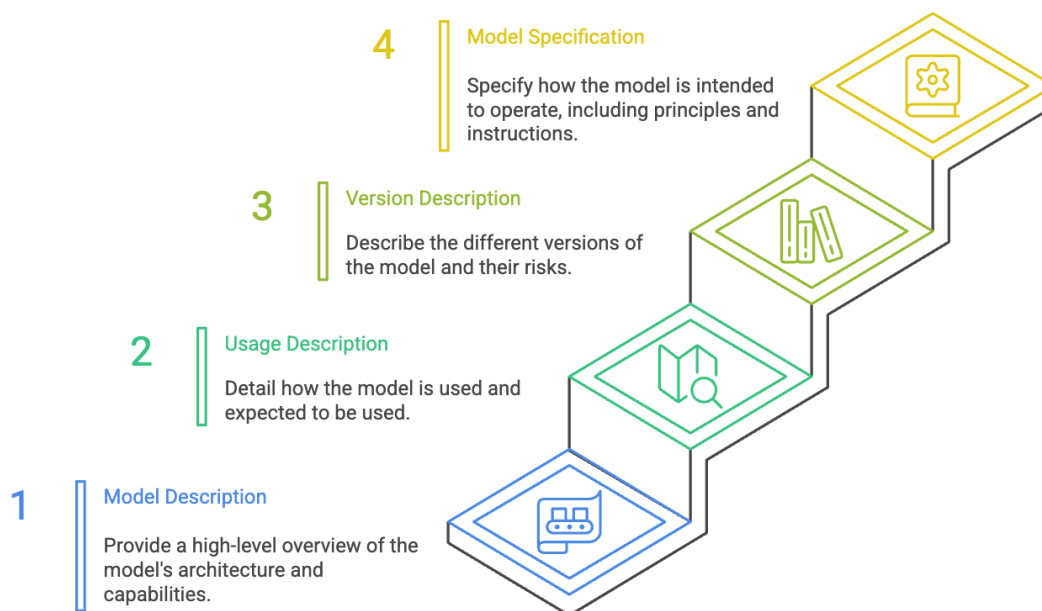 4
Model Specification
Specify how the model is intended
to operate, including principles and
instructions.
3
Version Description
Describe the different versions of
the model and their risks.
2
Usage Description
Detail how the model is used and
expected to be used.
1
Model Description
Provide a high-level overview of the
model's architecture and
capabilities.